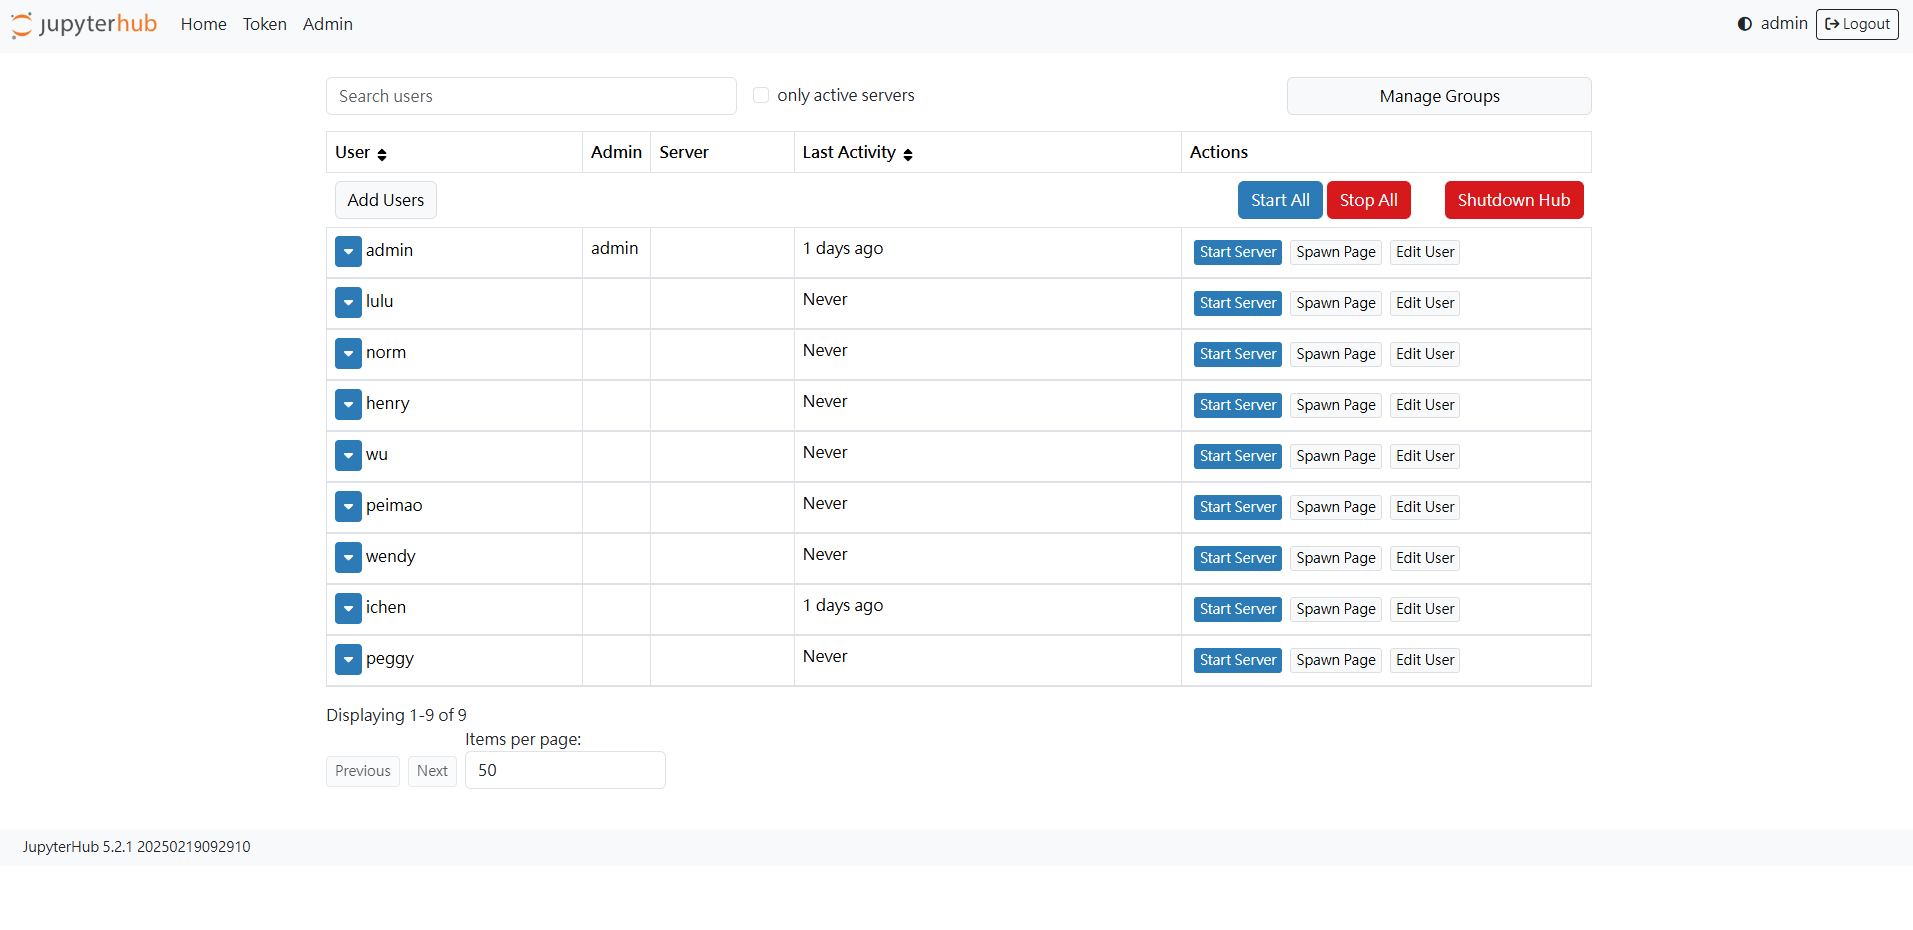 jupyterhub Home Token Admin admin Logout
Search users only active servers Manage Groups
User Admin Server Last Activity Actions
Add Users Start All Stop All Shutdown Hub
admin admin 1 days ago Start Server Spawn Page Edit User
lulu Never Start Server Spawn Page Edit User
norm Never Start Server Spawn Page Edit User
henry Never Start Server Spawn Page Edit User
wu Never Start Server Spawn Page Edit User
peimao Never Start Server Spawn Page Edit User
wendy Never Start Server Spawn Page Edit User
ichen 1 days ago Start Server Spawn Page Edit User
peggy Never Start Server Spawn Page Edit User
Displaying 1-9 of 9
Items per page:
Previous Next 50
JupyterHub 5.2.1 20250219092910